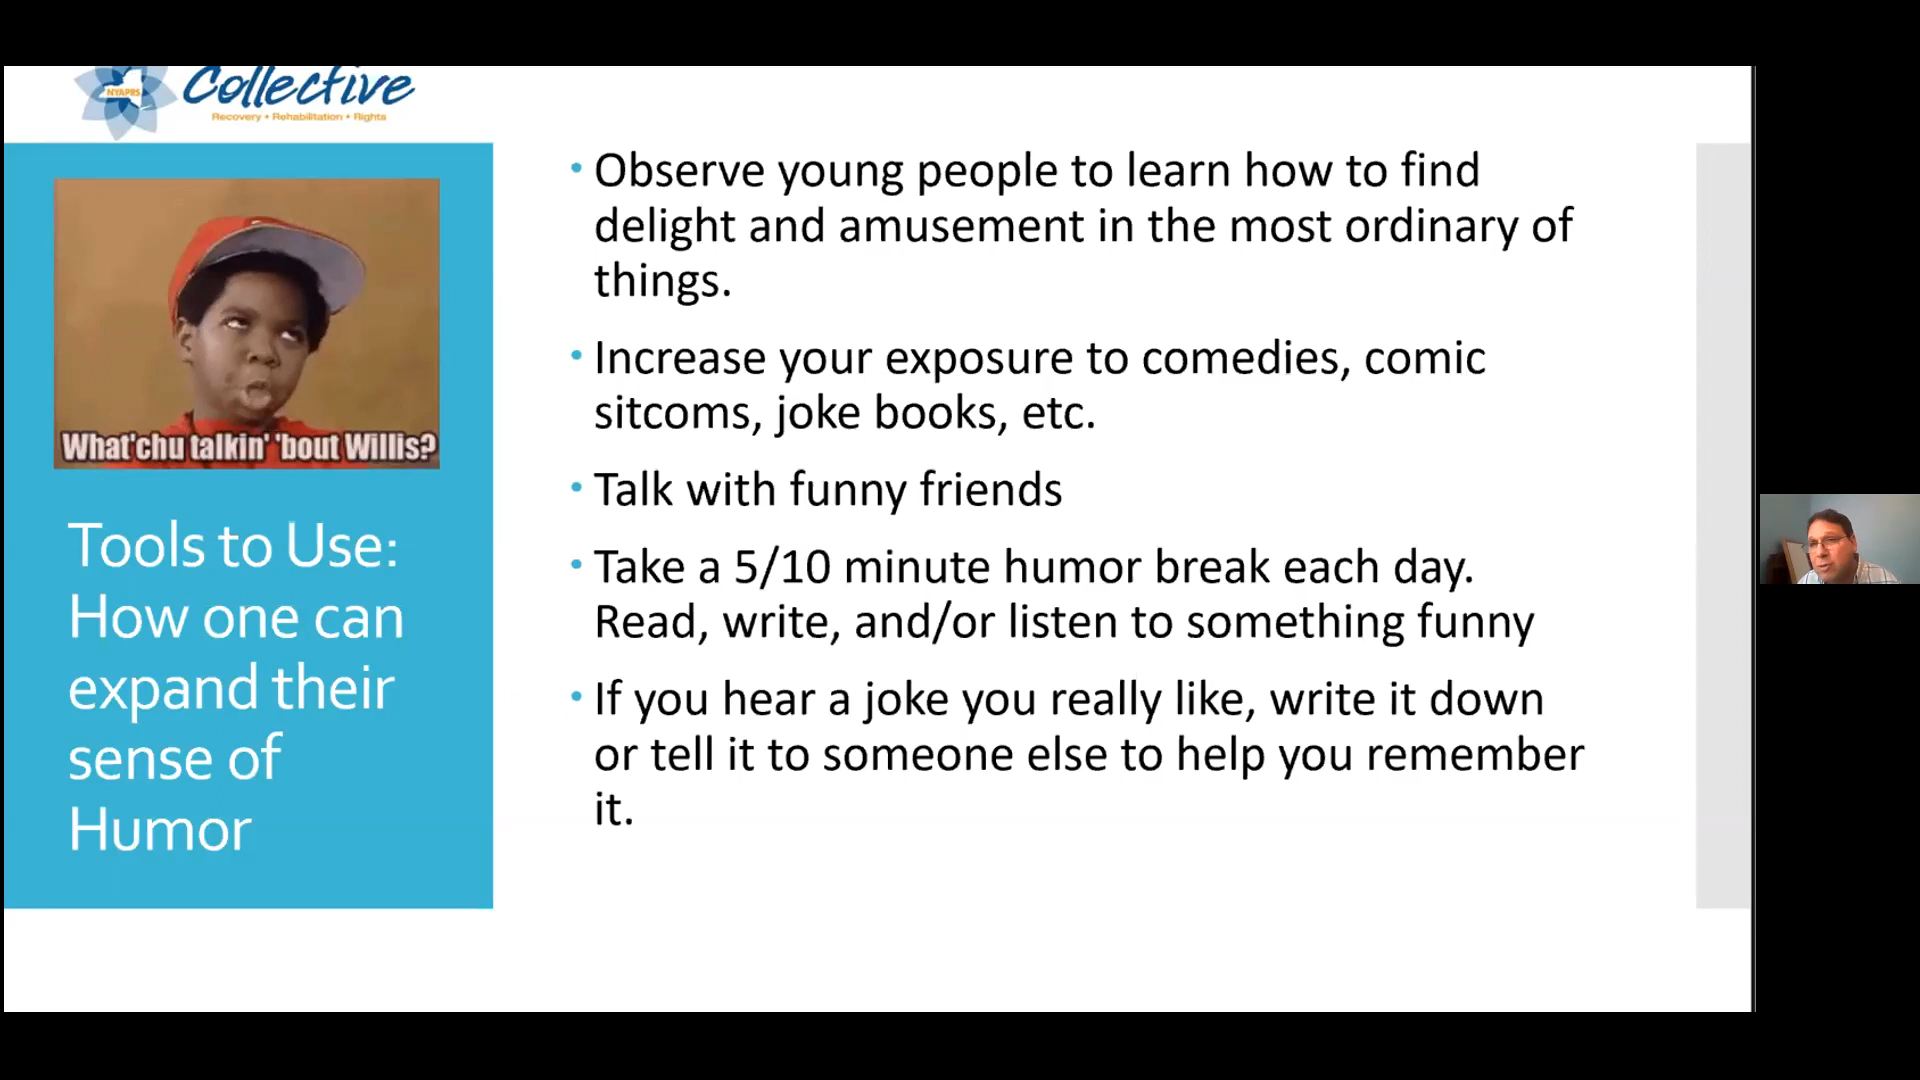 NYAPRS
Collective
Recovery • Rehabilitation • Rights
What'chu talkin' 'bout Willis?
Tools to Use:
How one can
expand their
sense of
Humor
• Observe young people to learn how to find
delight and amusement in the most ordinary of
things.
• Increase your exposure to comedies, comic
sitcoms, joke books, etc.
• Talk with funny friends
• Take a 5/10 minute humor break each day.
Read, write, and/or listen to something funny
• If you hear a joke you really like, write it down
or tell it to someone else to help you remember
it.